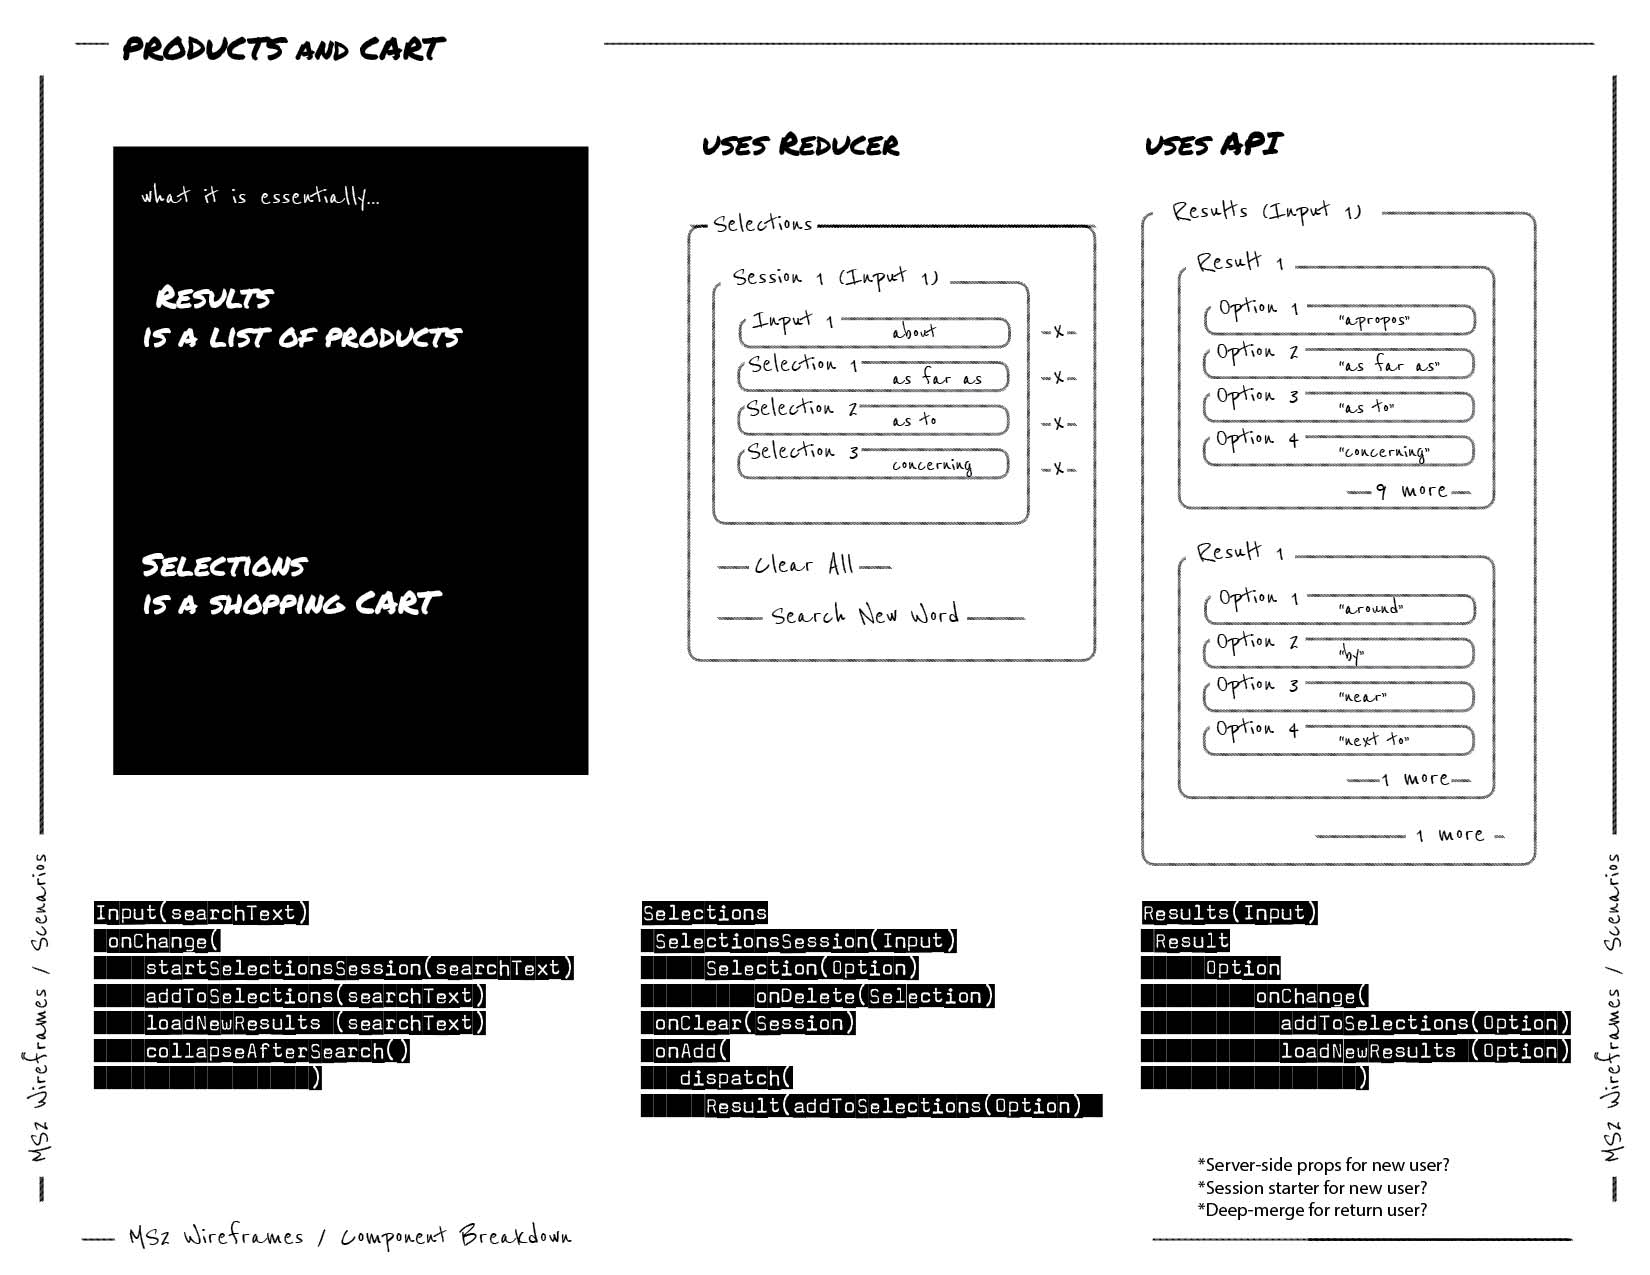 PRODUCTS AND CART
what it is essentially...
RESULTS
IS A LIST OF PRODUCTS
SELECTIONS
IS A SHOPPING CART
USES REDUCER
Selections
Session 1 (Input 1)
Input 1
about
-x-
Selection 1
as far as
-x-
Selection 2
as to
-x-
Selection 3
concerning
-x-
Clear All
Search New Word
USES API
Results (Input 1)
Result 1
Option 1
"apropos"
Option 2
"as far as"
Option 3
"as to"
Option 4
"concerning"
9 more
Result 1
Option 1
"around"
Option 2
"by"
Option 3
"near"
Option 4
"next to"
1 more
1 more
Input(searchText)
onChange(
startSelectionsSession(searchText)
addToSelections(searchText)
loadNewResults (searchText)
collapseAfterSearch()
)
Selections
SelectionsSession(Input)
Selection(Option)
onDelete(Selection)
onClear(Session)
onAdd(
dispatch(
Result(addToSelections(Option)
Results(Input)
Result
Option
onChange(
addToSelections(Option)
loadNewResults (Option)
)
*Server-side props for new user?
*Session starter for new user?
*Deep-merge for return user?
MS2 Wireframes / Component Breakdown
MS2 Wireframes / Scenarios
MS2 Wireframes / Scenarios